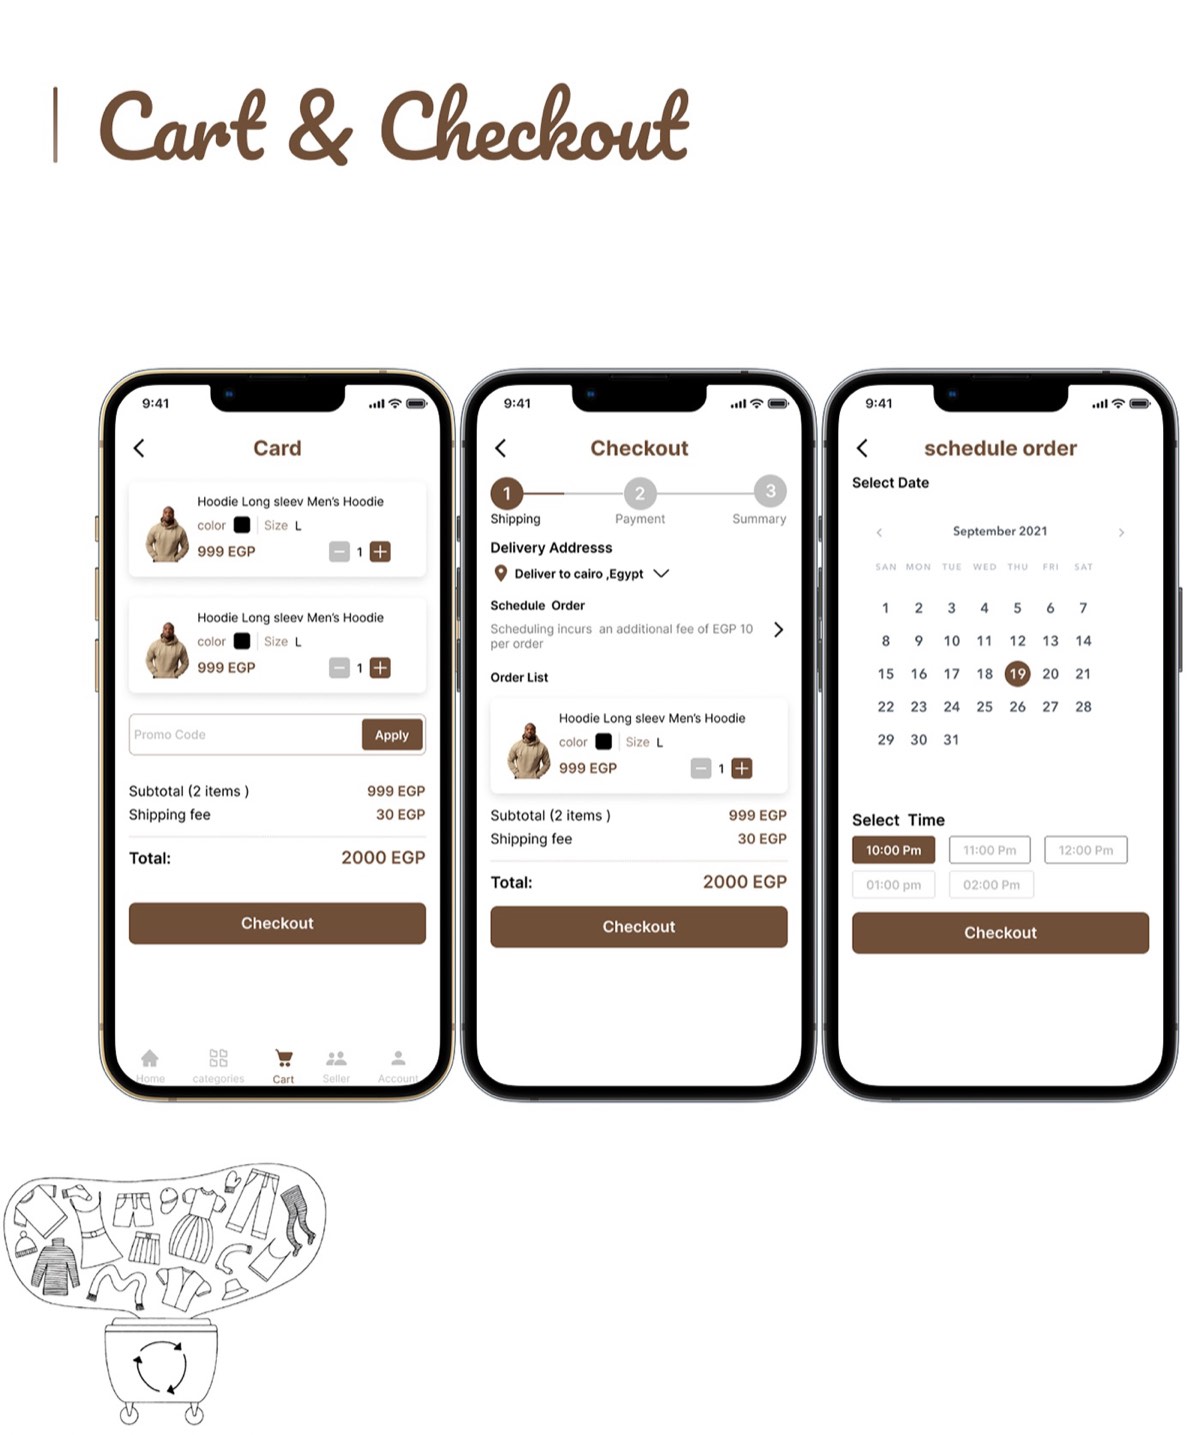 Cart & Checkout
9:41
Card
Hoodie Long sleev Men's Hoodie
color Size L
999 EGP 1
Hoodie Long sleev Men's Hoodie
color Size L
999 EGP 1
Promo Code Apply
Subtotal (2 items ) 999 EGP
Shipping fee 30 EGP
Total: 2000 EGP
Checkout
Home categories Cart Seller Account
9:41
Checkout
1 2 3
Shipping Payment Summary
Delivery Addresss
Deliver to cairo ,Egypt
Schedule Order
Scheduling incurs an additional fee of EGP 10
per order
Order List
Hoodie Long sleev Men's Hoodie
color Size L
999 EGP 1
Subtotal (2 items ) 999 EGP
Shipping fee 30 EGP
Total: 2000 EGP
Checkout
9:41
schedule order
Select Date
September 2021
SAN MON TUE WED THU FRI SAT
1 2 3 4 5 6 7
8 9 10 11 12 13 14
15 16 17 18 19 20 21
22 23 24 25 26 27 28
29 30 31
Select Time
10:00 Pm 11:00 Pm 12:00 Pm
01:00 pm 02:00 Pm
Checkout